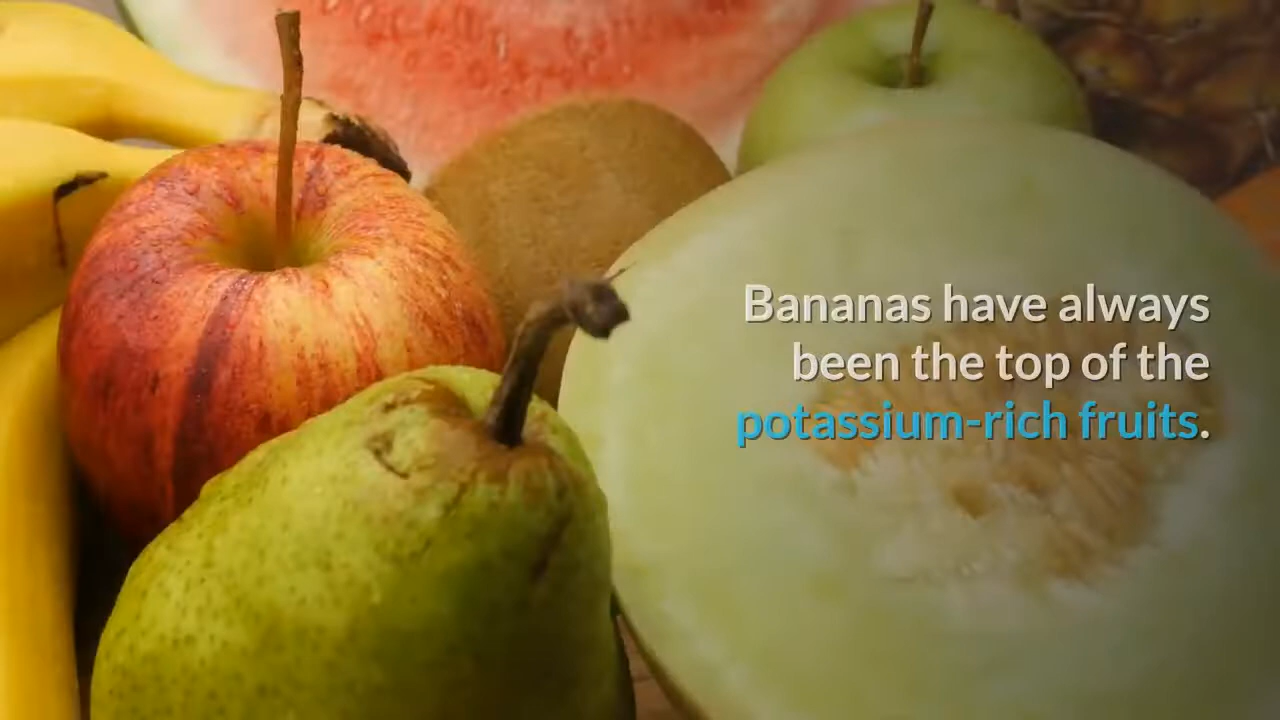 Bananas have always
been the top of the
potassium-rich fruits.